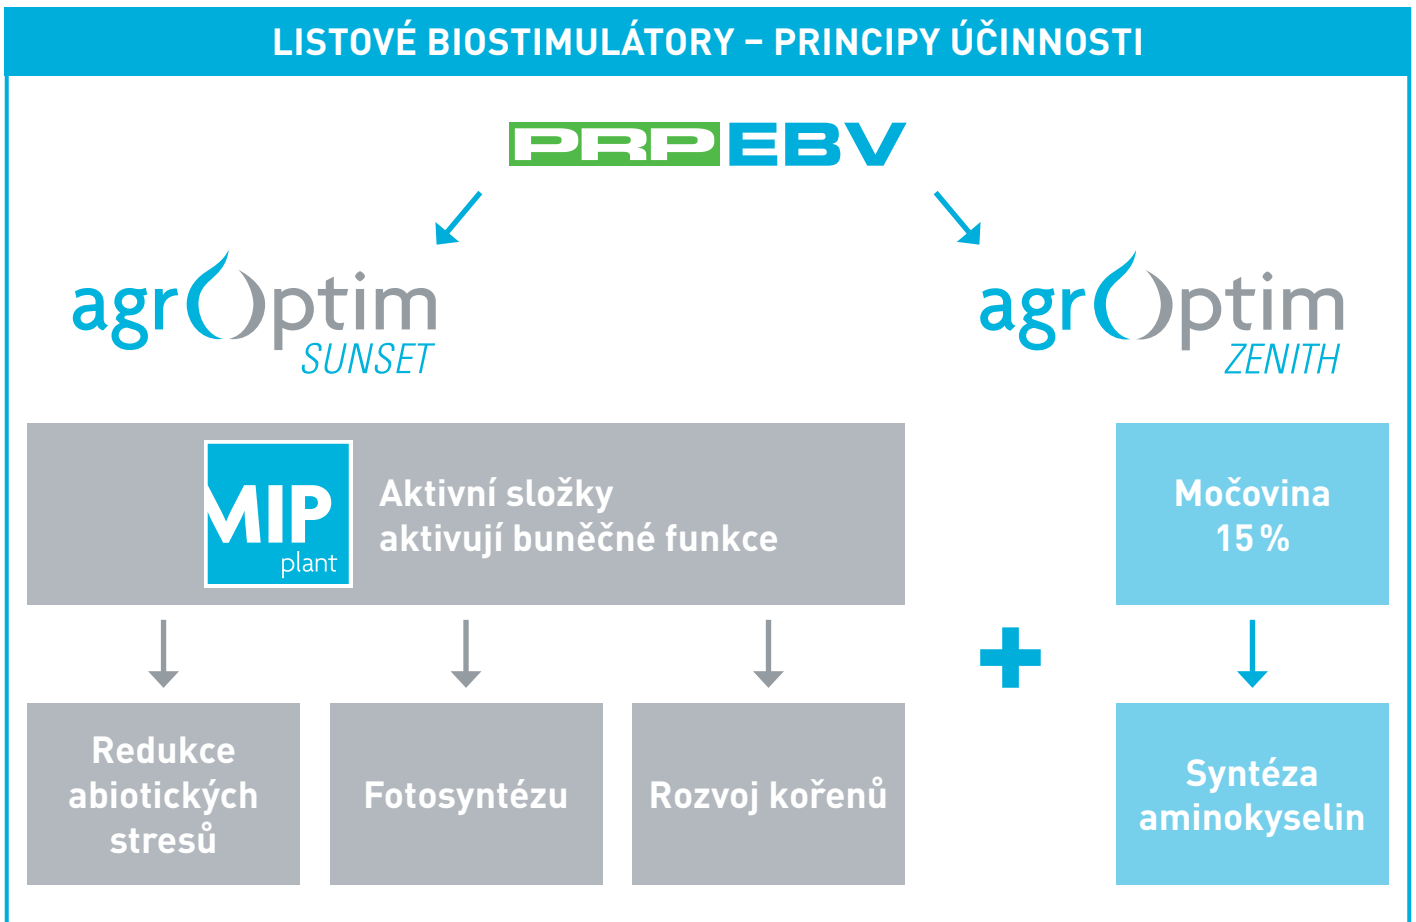 LISTOVÉ BIOSTIMULÁTORY – PRINCIPY ÚČINNOSTI
PRP EBV
agrOptim
SUNSET
agrOptim
ZENITH
MIP
plant
Aktivní složky
aktivují buněčné funkce
Močovina
15 %
+
Redukce
abiotických
stresů
Fotosyntézu
Rozvoj kořenů
Syntéza
aminokyselin